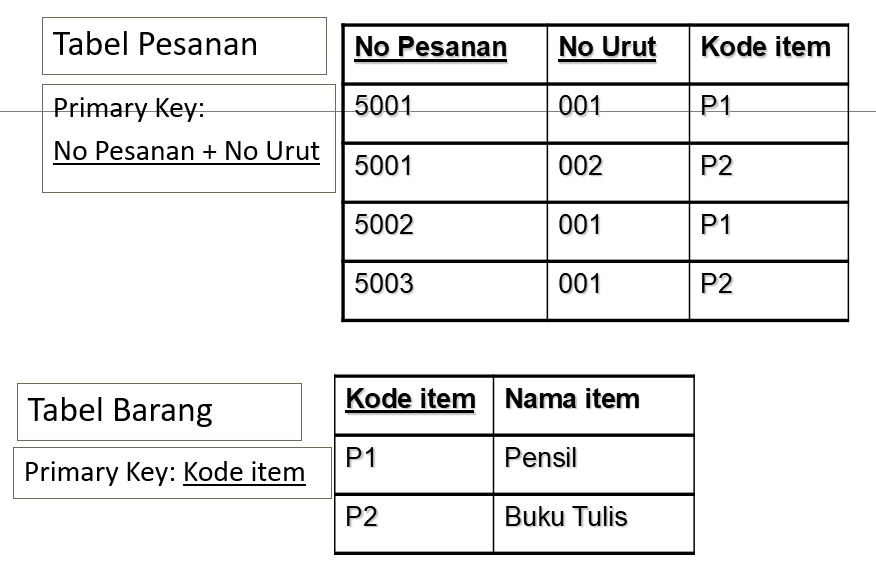 Tabel Pesanan
Primary Key:
No Pesanan + No Urut
No Pesanan No Urut Kode item
5001 001 P1
5001 002 P2
5002 001 P1
5003 001 P2
Tabel Barang
Primary Key: Kode item
Kode item Nama item
P1 Pensil
P2 Buku Tulis